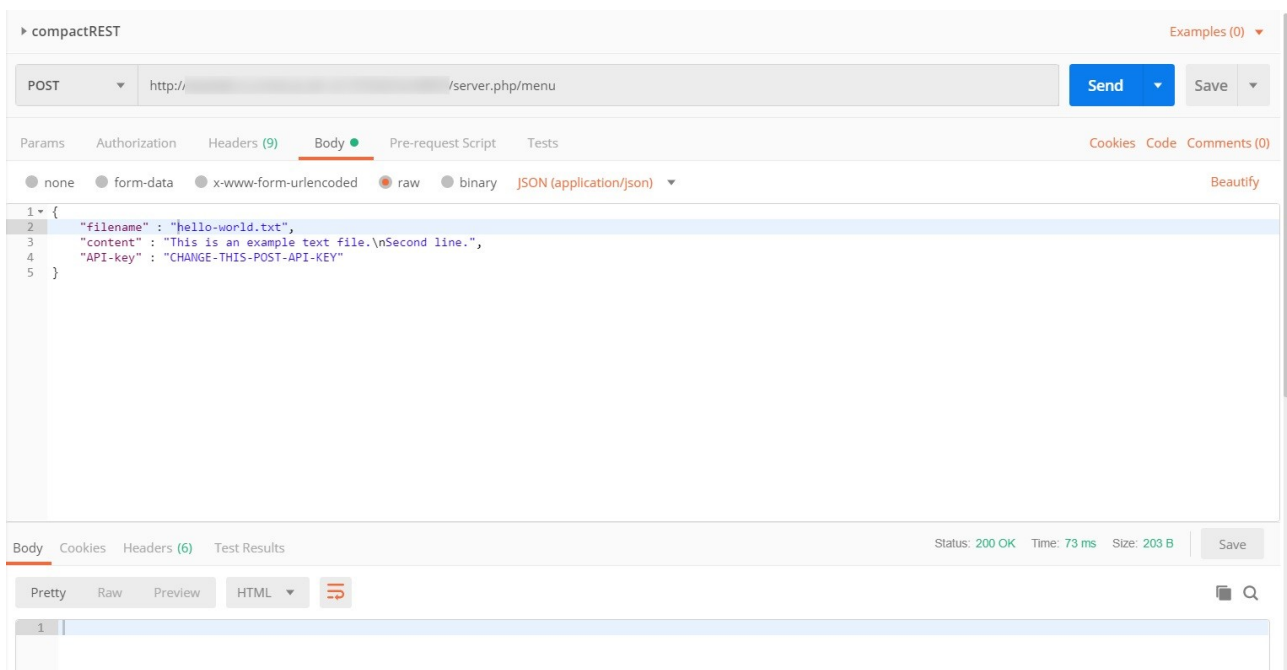 compactREST Examples (0)
POST http:// /server.php/menu Send Save
Params Authorization Headers (9) Body Pre-request Script Tests Cookies Code Comments (0)
none form-data x-www-form-urlencoded raw binary JSON (application/json) Beautify
1 {
2 "filename" : "hello-world.txt",
3 "content" : "This is an example text file.\nSecond line.",
4 "API-key" : "CHANGE-THIS-POST-API-KEY"
5 }
Body Cookies Headers (6) Test Results Status: 200 OK Time: 73 ms Size: 203 B Save
Pretty Raw Preview HTML
1